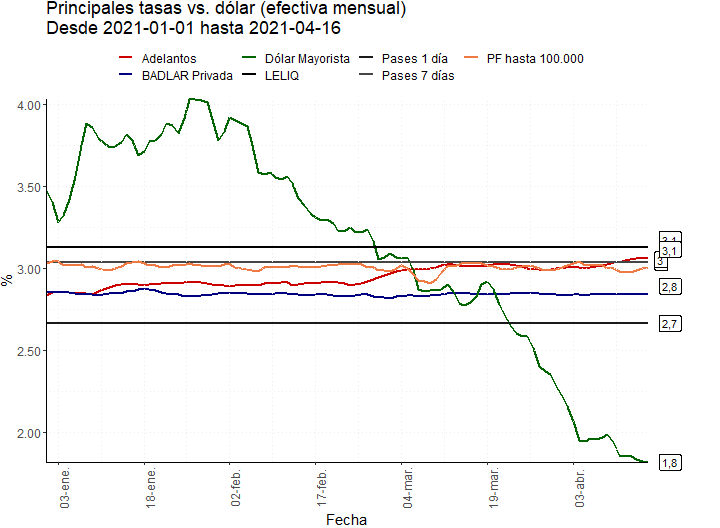 Principales tasas vs. dólar (efectiva mensual)
Desde 2021-01-01 hasta 2021-04-16
Adelantos Dólar Mayorista Pases 1 día PF hasta 100.000
BADLAR Privada LELIQ Pases 7 días
4.00
3.50
3.00
2.50
2.00
%
3,1
3,1
3
2,8
2,7
1,8
03-ene.
18-ene.
02-feb.
17-feb.
04-mar.
19-mar.
03-abr.
Fecha